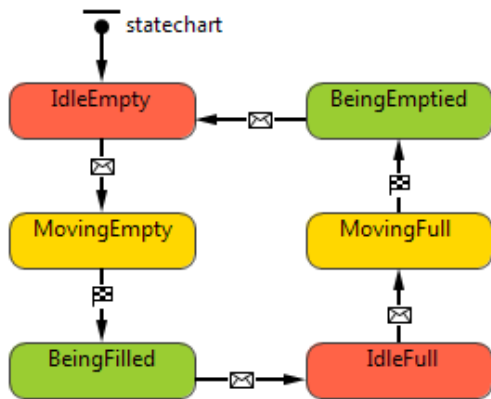 statechart
IdleEmpty
BeingEmptied
MovingEmpty
MovingFull
BeingFilled
IdleFull